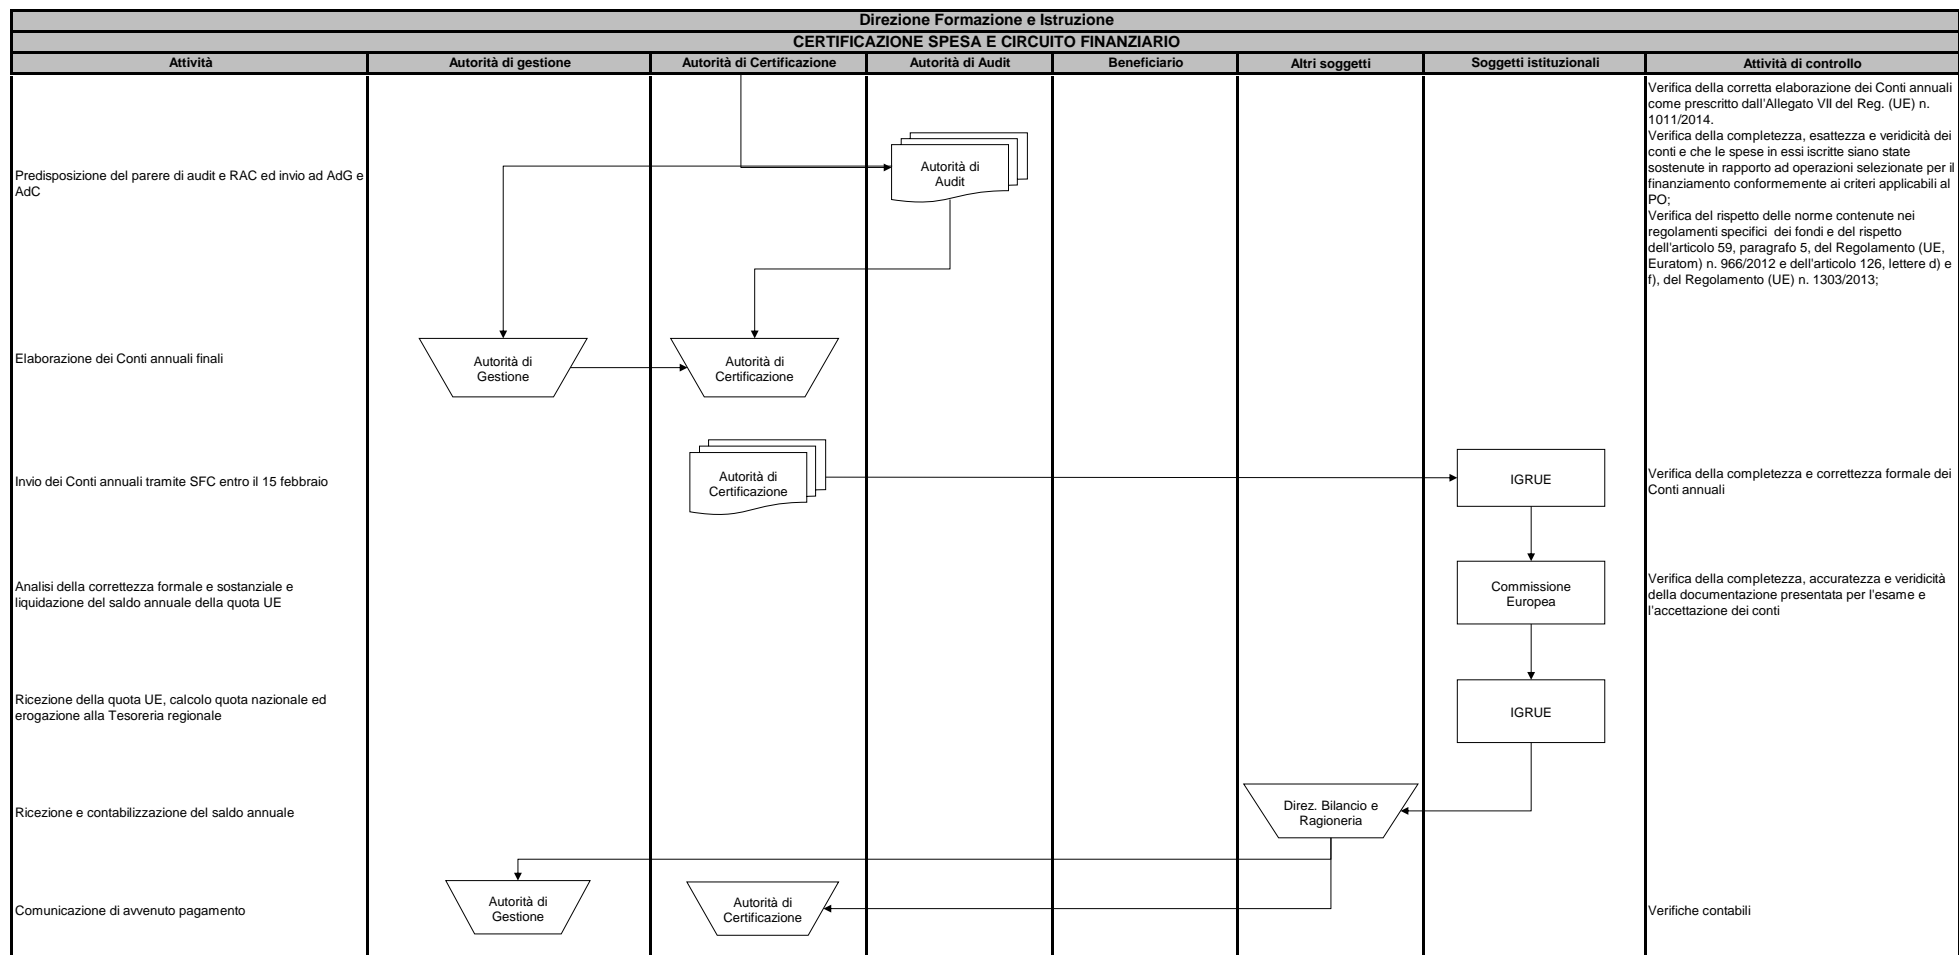 Direzione Formazione e Istruzione
CERTIFICAZIONE SPESA E CIRCUITO FINANZIARIO
Attività
Autorità di gestione
Autorità di Certificazione
Autorità di Audit
Beneficiario
Altri soggetti
Soggetti istituzionali
Attività di controllo
Predisposizione del parere di audit e RAC ed invio ad AdG e
AdC
Autorità di
Audit
Verifica della corretta elaborazione dei Conti annuali
come prescritto dall'Allegato VII del Reg. (UE) n.
1011/2014.
Verifica della completezza, esattezza e veridicità dei
conti e che le spese in essi iscritte siano state
sostenute in rapporto ad operazioni selezionate per il
finanziamento conformemente ai criteri applicabili al
PO;
Verifica del rispetto delle norme contenute nei
regolamenti specifici dei fondi e del rispetto
dell'articolo 59, paragrafo 5, del Regolamento (UE,
Euratom) n. 966/2012 e dell'articolo 126, lettere d) e
f), del Regolamento (UE) n. 1303/2013;
Elaborazione dei Conti annuali finali
Autorità di
Gestione
Autorità di
Certificazione
Invio dei Conti annuali tramite SFC entro il 15 febbraio
Autorità di
Certificazione
IGRUE
Verifica della completezza e correttezza formale dei
Conti annuali
Analisi della correttezza formale e sostanziale e
liquidazione del saldo annuale della quota UE
Commissione
Europea
Verifica della completezza, accuratezza e veridicità
della documentazione presentata per l'esame e
l'accettazione dei conti
Ricezione della quota UE, calcolo quota nazionale ed
erogazione alla Tesoreria regionale
IGRUE
Ricezione e contabilizzazione del saldo annuale
Direz. Bilancio e
Ragioneria
Comunicazione di avvenuto pagamento
Autorità di
Gestione
Autorità di
Certificazione
Verifiche contabili